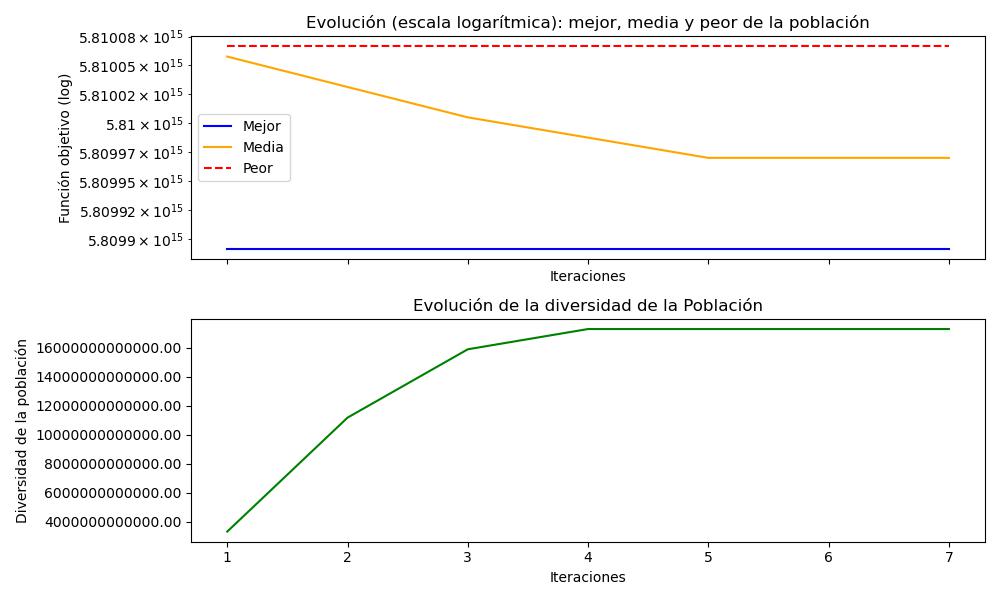 Evolución (escala logarítmica): mejor, media y peor de la población
Función objetivo (log)
5.81008 × 10^15
5.81005 × 10^15
5.81002 × 10^15
5.81 × 10^15
5.80997 × 10^15
5.80995 × 10^15
5.80992 × 10^15
5.8099 × 10^15
Mejor
Media
Peor
Iteraciones
Evolución de la diversidad de la Población
Diversidad de la población
16000000000000.00
14000000000000.00
12000000000000.00
10000000000000.00
8000000000000.00
6000000000000.00
4000000000000.00
1 2 3 4 5 6 7
Iteraciones